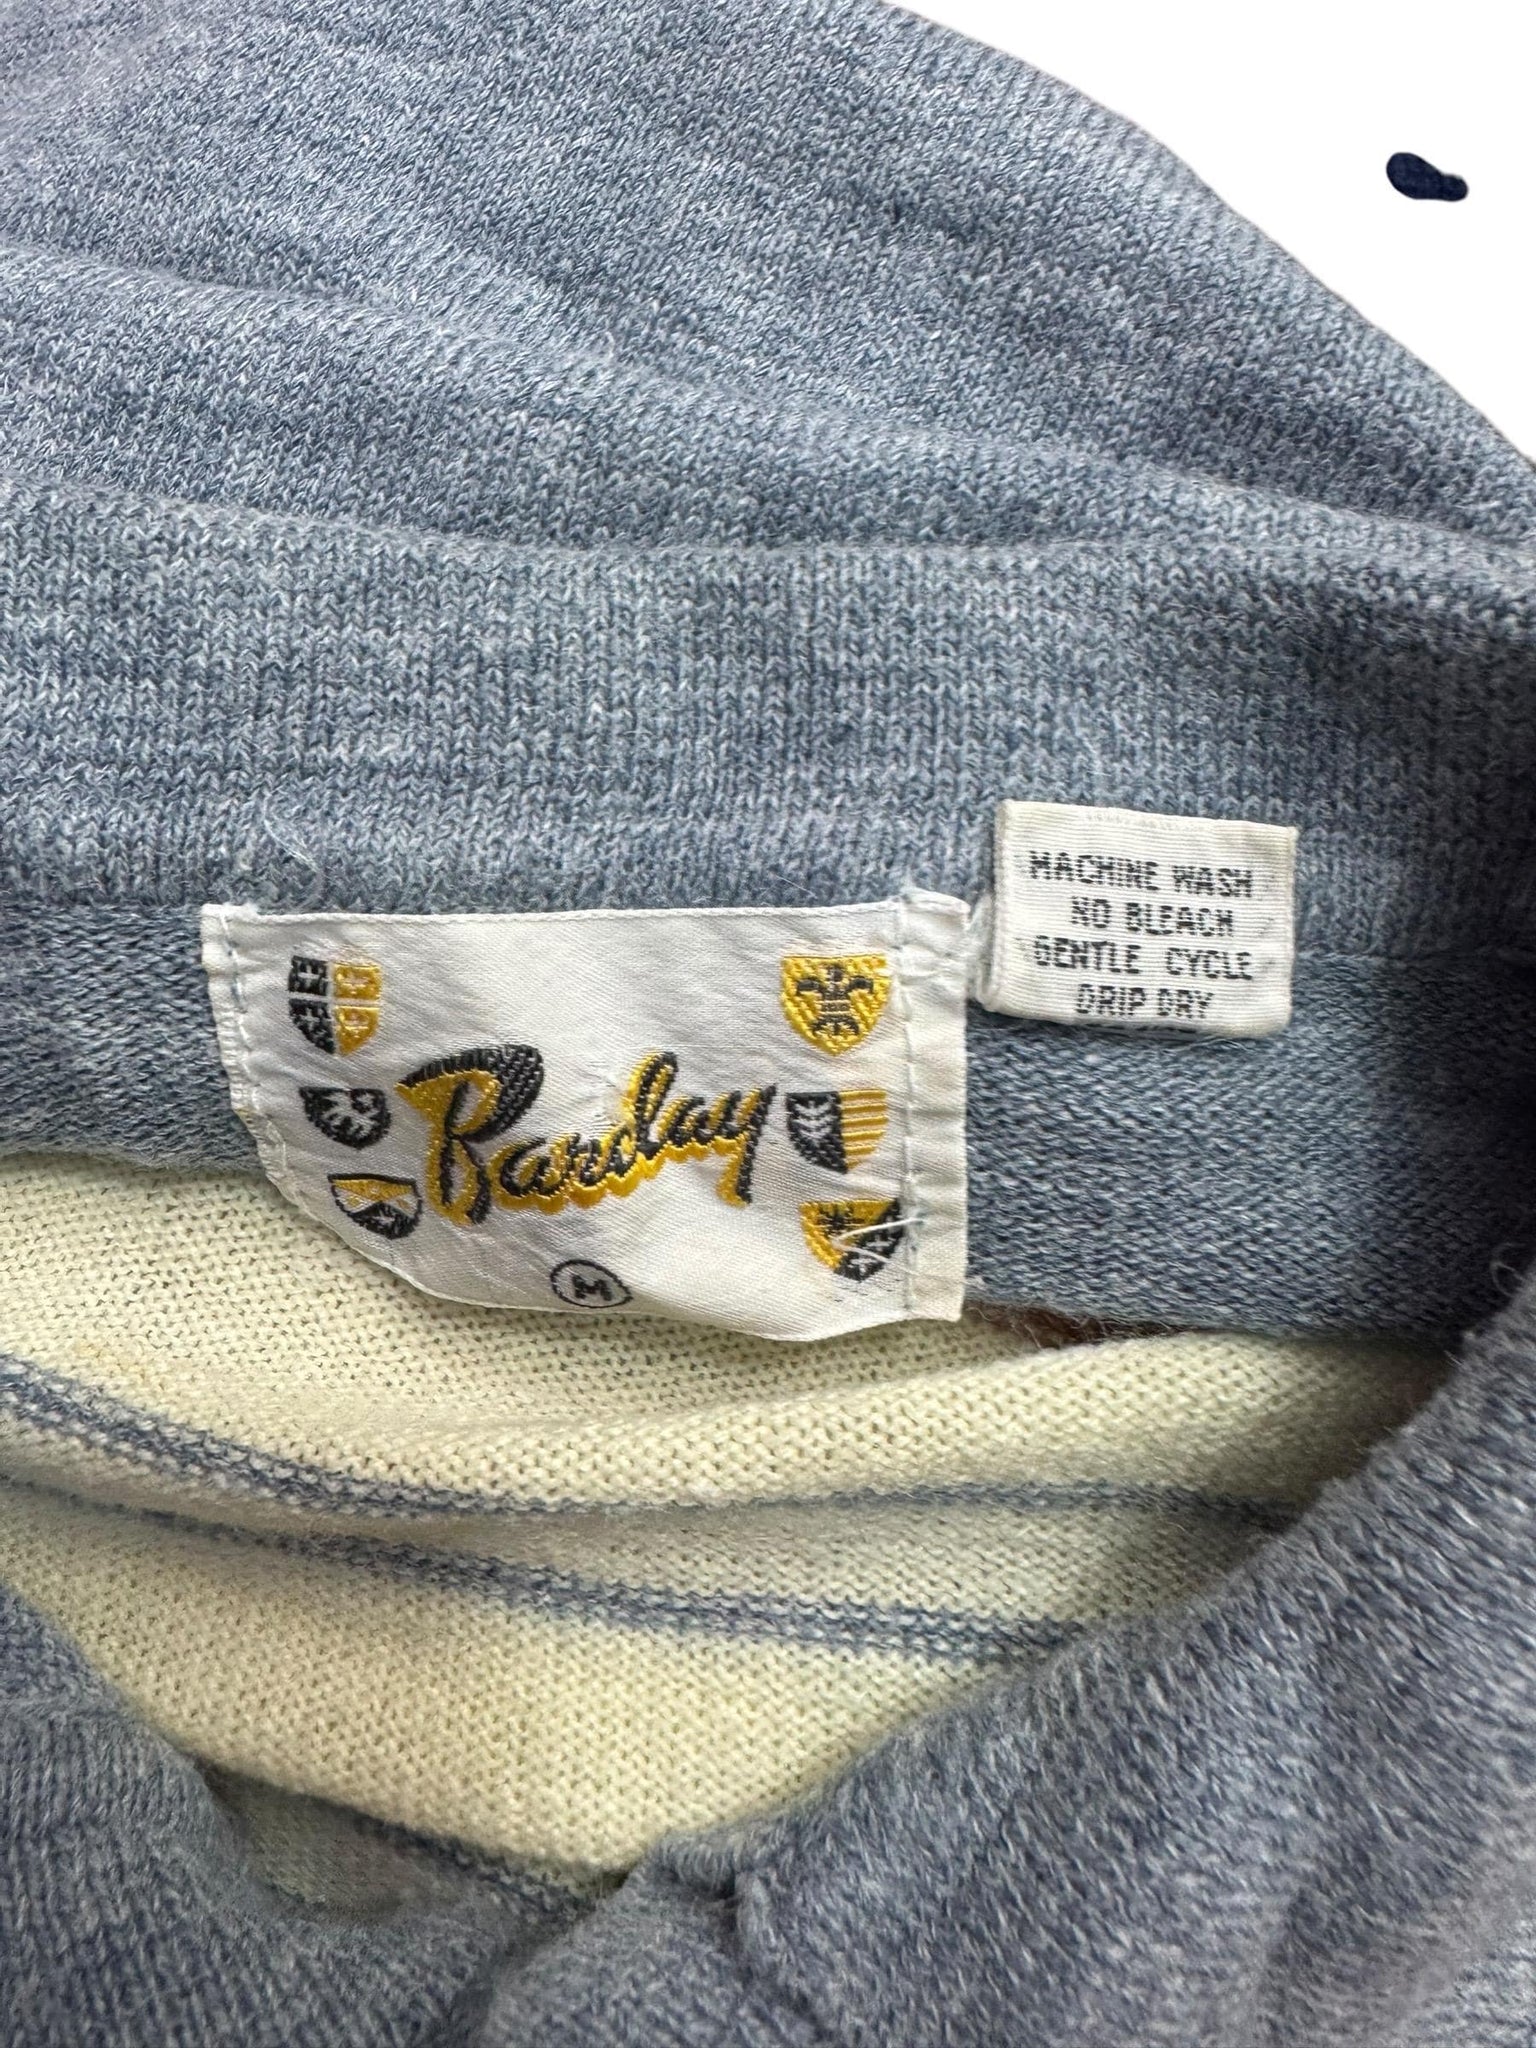 Barclay
M
MACHINE WASH
NO BLEACH
GENTLE CYCLE
DRIP DRY